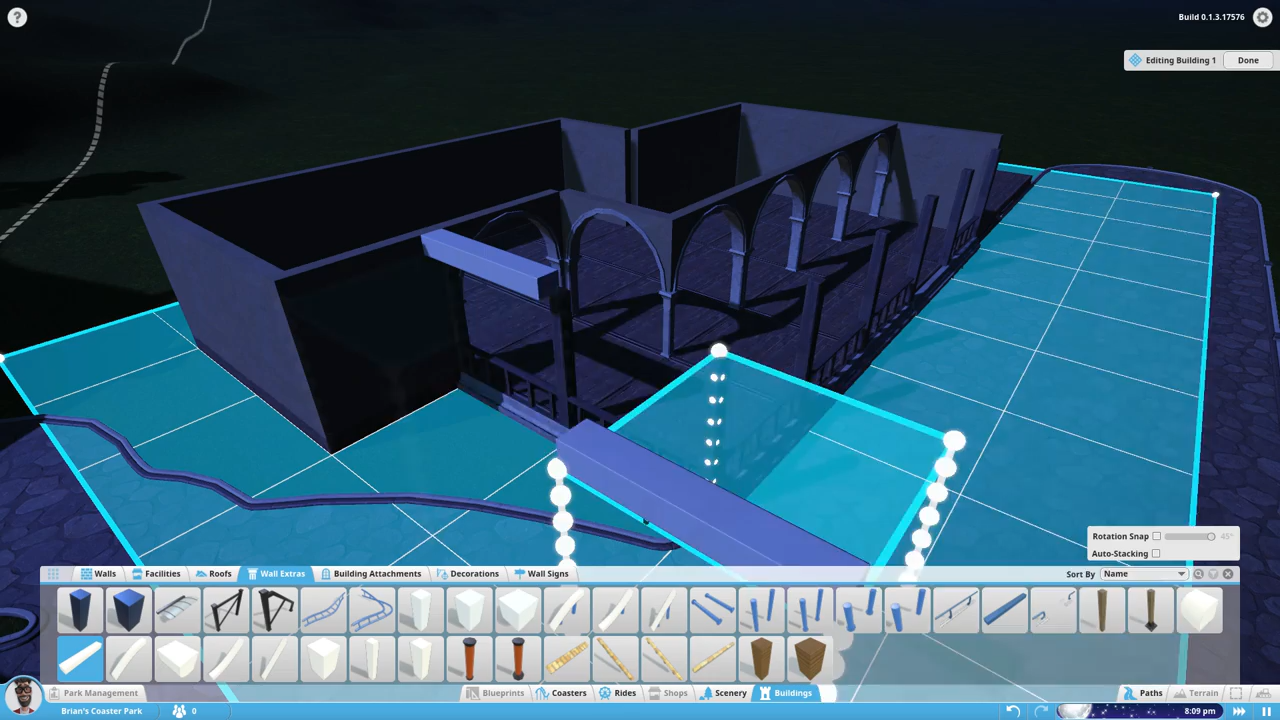 ?
Build 0.1.3.17576
Editing Building 1 Done
Rotation Snap 45°
Auto-Stacking
Walls Facilities Roofs Wall Extras Building Attachments Decorations Wall Signs Sort By Name
Park Management Blueprints Coasters Rides Shops Scenery Buildings Paths Terrain
Brian's Coaster Park 0 8:09 pm